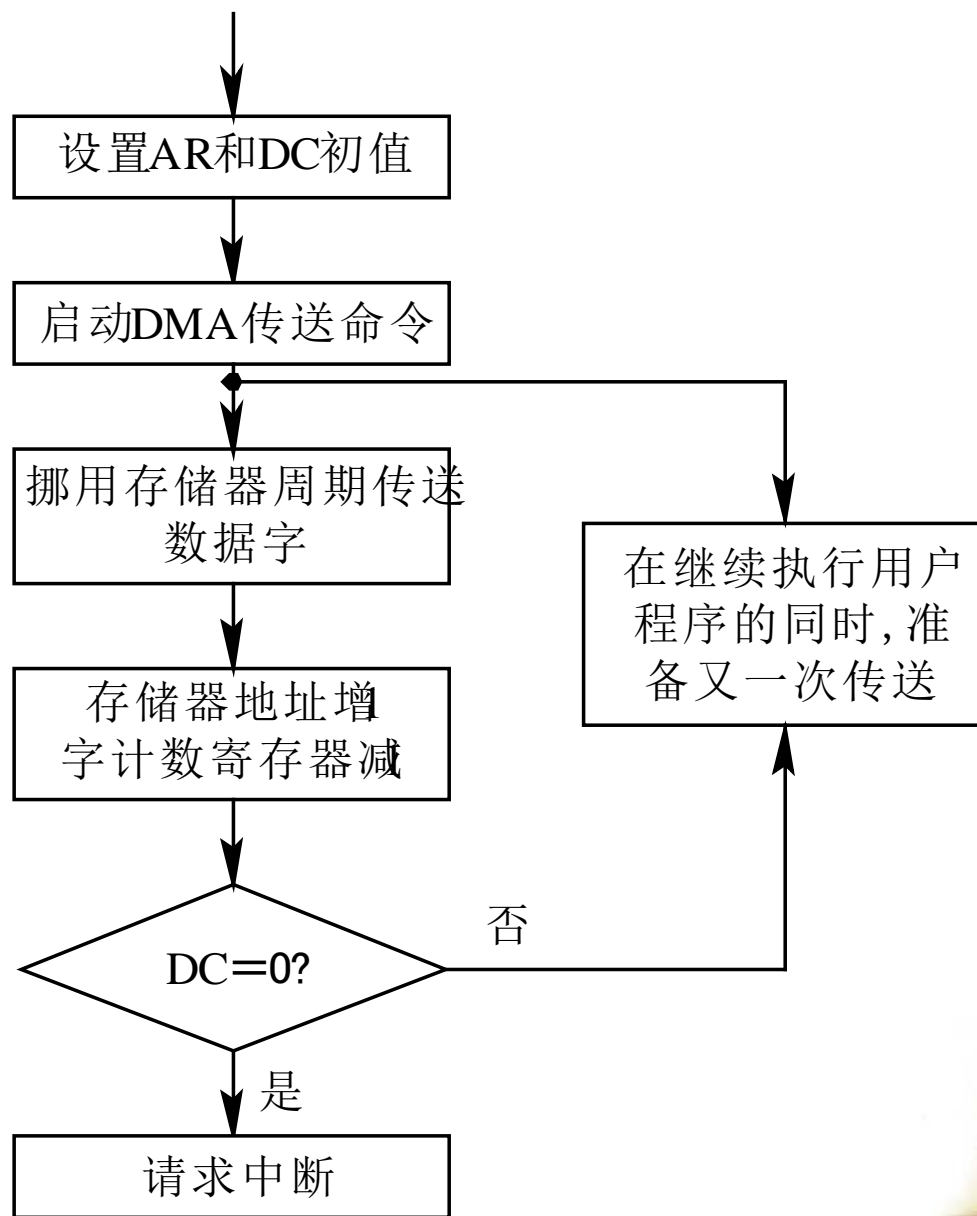 设置AR和DC初值
启动DMA传送命令
挪用存储器周期传送
数据字
在继续执行用户
程序的同时,准
备又一次传送
存储器地址增1
字计数寄存器减1
DC=0?
否
是
请求中断